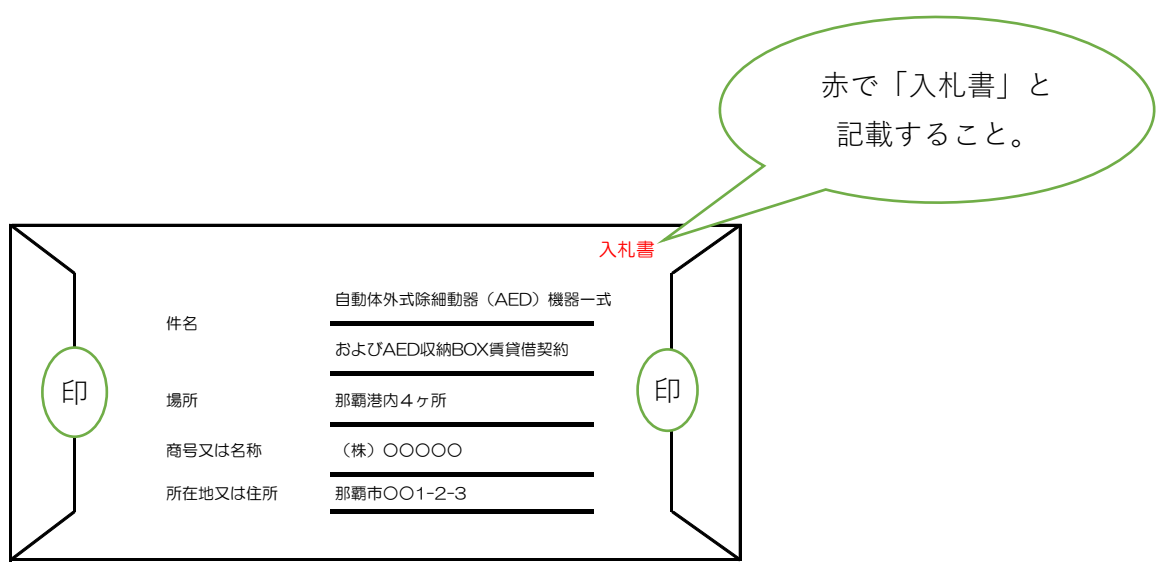 赤で「入札書」と
記載すること。
入札書
件名
自動体外式除細動器（AED）機器一式
およびAED収納BOX賃貸借契約
場所
那覇港内４ヶ所
商号又は名称
（株）〇〇〇〇〇
所在地又は住所
那覇市〇〇1-2-3
印
印